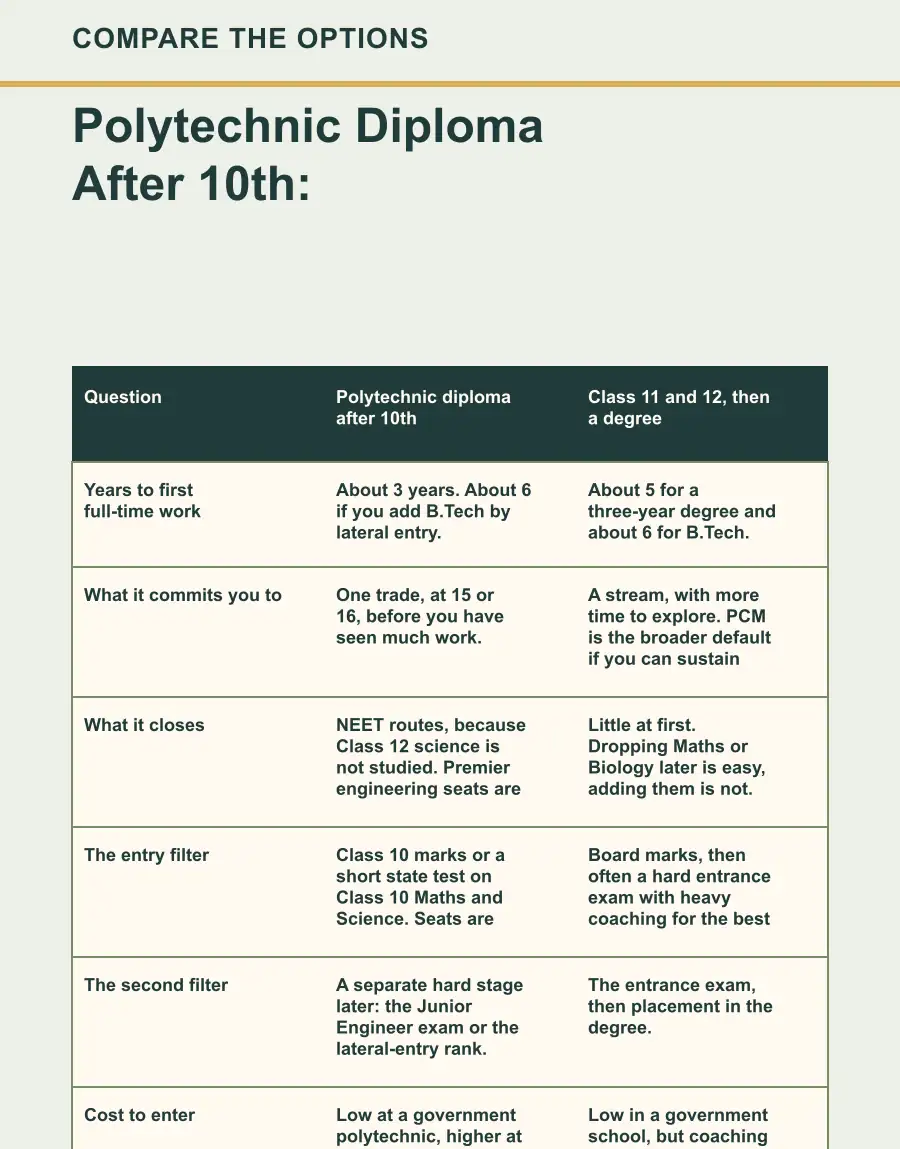 COMPARE THE OPTIONS
Polytechnic Diploma
After 10th:
Question
Polytechnic diploma
after 10th
Class 11 and 12, then
a degree
Years to first
full-time work
About 3 years. About 6
if you add B.Tech by
lateral entry.
About 5 for a
three-year degree and
about 6 for B.Tech.
What it commits you to
One trade, at 15 or
16, before you have
seen much work.
A stream, with more
time to explore. PCM
is the broader default
if you can sustain
What it closes
NEET routes, because
Class 12 science is
not studied. Premier
engineering seats are
Little at first.
Dropping Maths or
Biology later is easy,
adding them is not.
The entry filter
Class 10 marks or a
short state test on
Class 10 Maths and
Science. Seats are
Board marks, then
often a hard entrance
exam with heavy
coaching for the best
The second filter
A separate hard stage
later: the Junior
Engineer exam or the
lateral-entry rank.
The entrance exam,
then placement in the
degree.
Cost to enter
Low at a government
polytechnic, higher at
Low in a government
school, but coaching